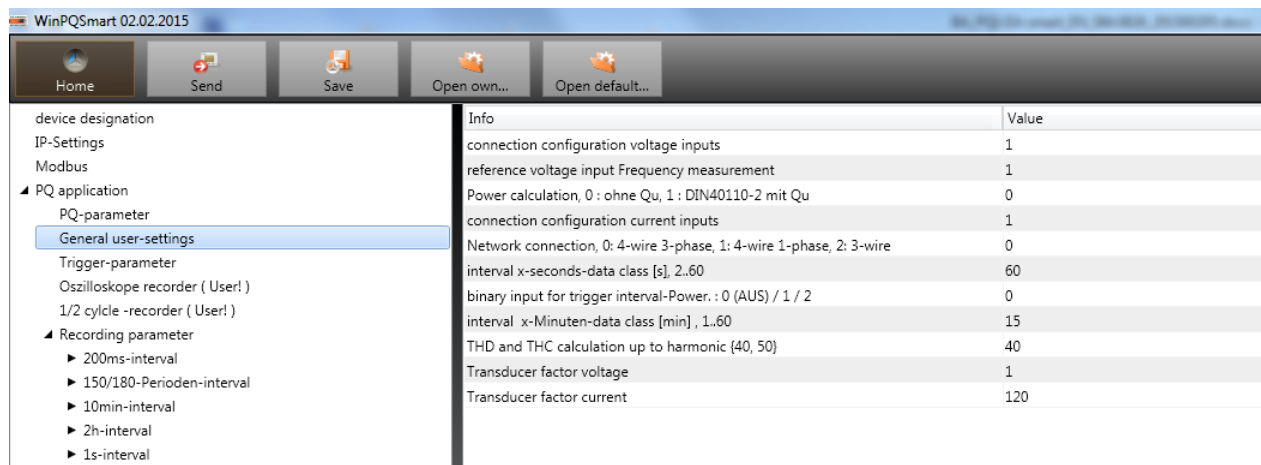 WinPQSmart 02.02.2015
Home Send Save Open own... Open default...
device designation
IP-Settings
Modbus
PQ application
PQ-parameter
General user-settings
Trigger-parameter
Oszilloskope recorder ( User! )
1/2 cylcle -recorder ( User! )
Recording parameter
200ms-interval
150/180-Perioden-interval
10min-interval
2h-interval
1s-interval
Info Value
connection configuration voltage inputs 1
reference voltage input Frequency measurement 1
Power calculation, 0 : ohne Qu, 1 : DIN40110-2 mit Qu 0
connection configuration current inputs 1
Network connection, 0: 4-wire 3-phase, 1: 4-wire 1-phase, 2: 3-wire 0
interval x-seconds-data class [s], 2..60 60
binary input for trigger interval-Power. : 0 (AUS) / 1 / 2 0
interval x-Minuten-data class [min] , 1..60 15
THD and THC calculation up to harmonic {40, 50} 40
Transducer factor voltage 1
Transducer factor current 120